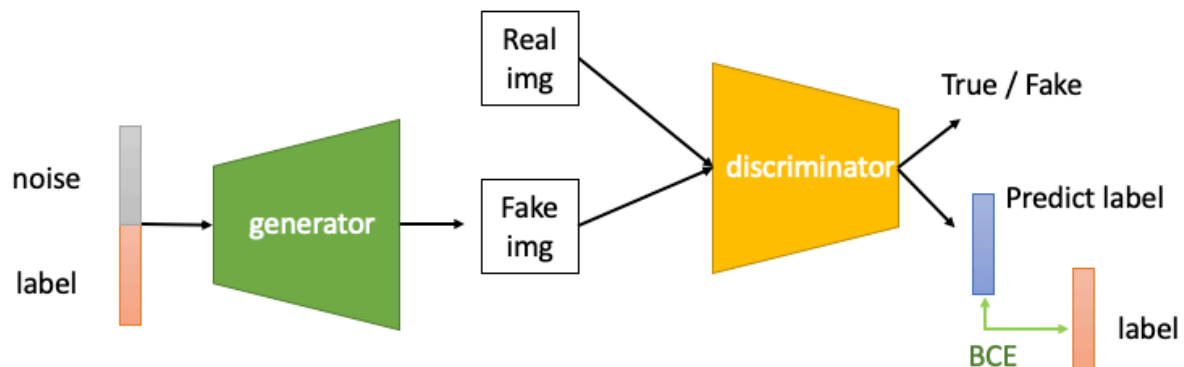 Real
img
True / Fake
noise
generator
Fake
img
discriminator
Predict label
label
label
BCE